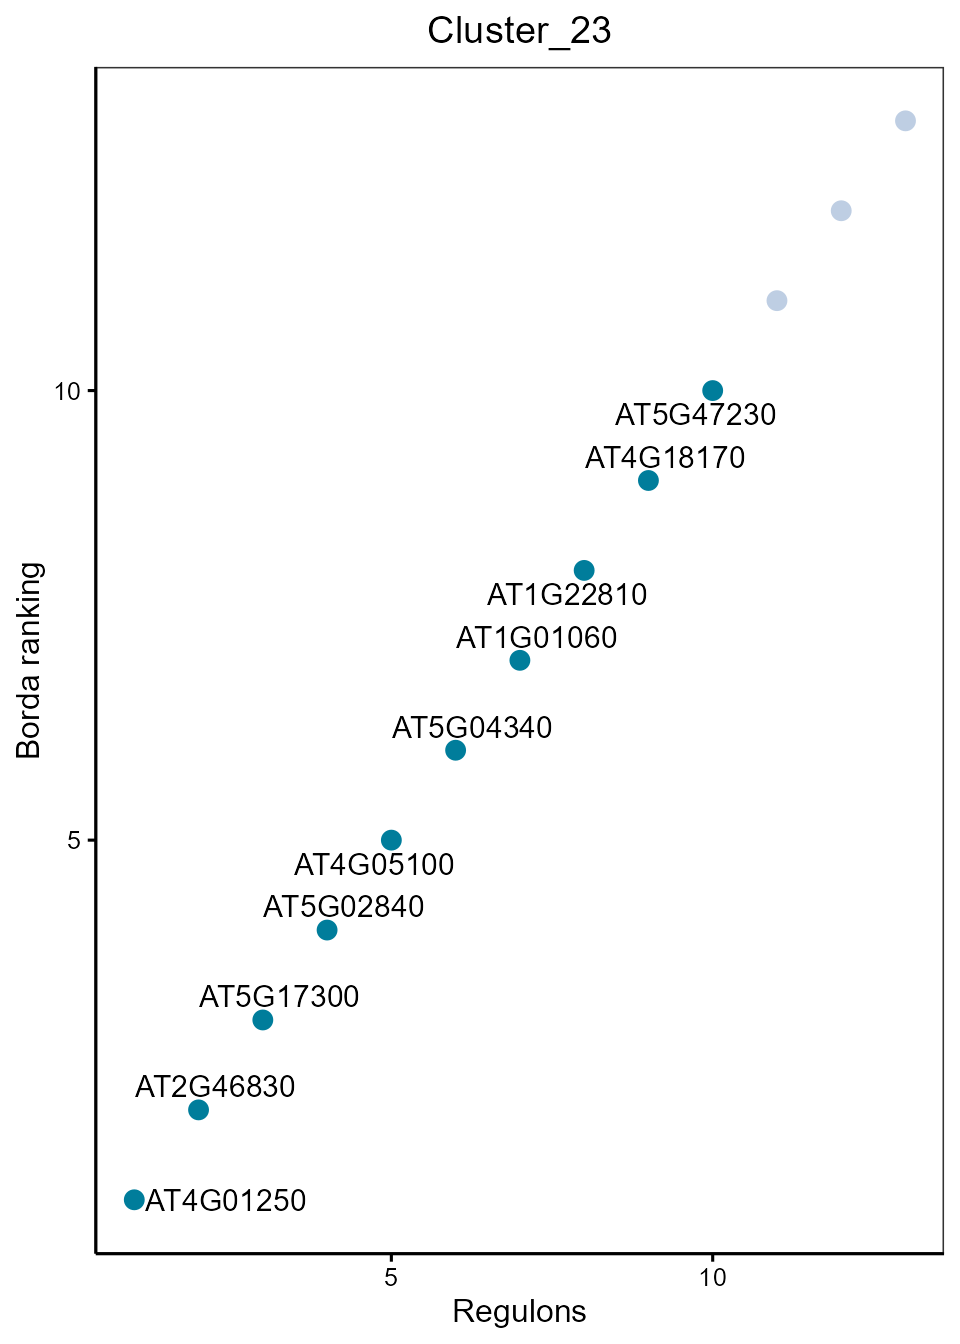 Cluster_23
10
AT5G47230
AT4G18170
AT1G22810
AT1G01060
AT5G04340
5
AT4G05100
AT5G02840
AT5G17300
AT2G46830
AT4G01250
Borda ranking
5
10
Regulons